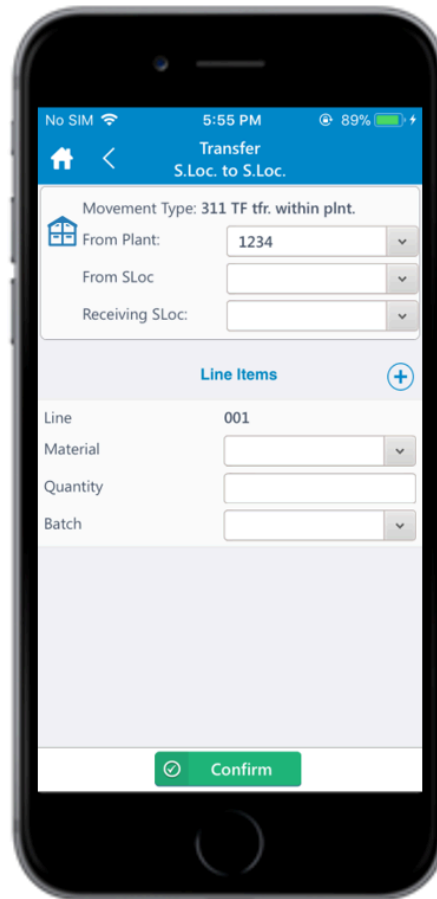 No SIM 5:55 PM 89%
Transfer
S.Loc. to S.Loc.
Movement Type: 311 TF tfr. within plnt.
From Plant: 1234
From SLoc
Receiving SLoc:
Line Items
Line 001
Material
Quantity
Batch
Confirm